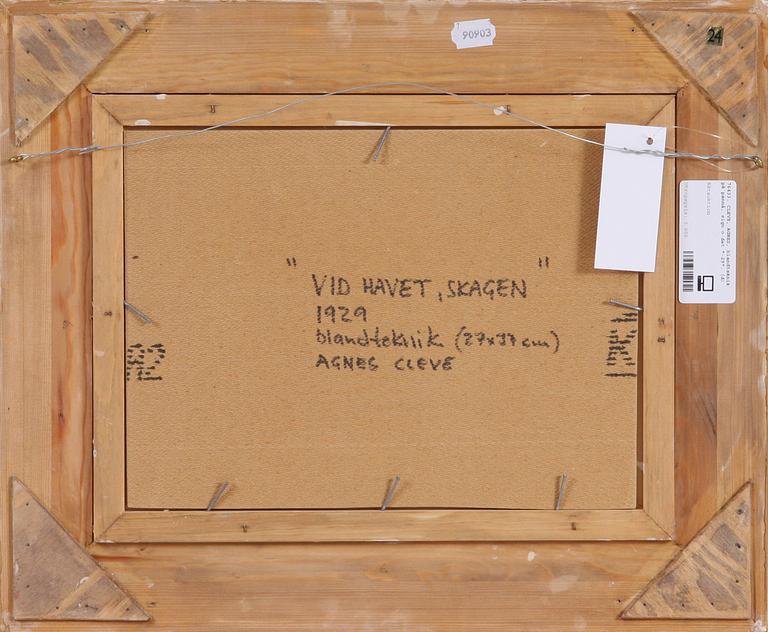 90903
24
" VID HAVET, SKAGEN "
1929
blandteknik (27x37 cm)
AGNES CLEVE